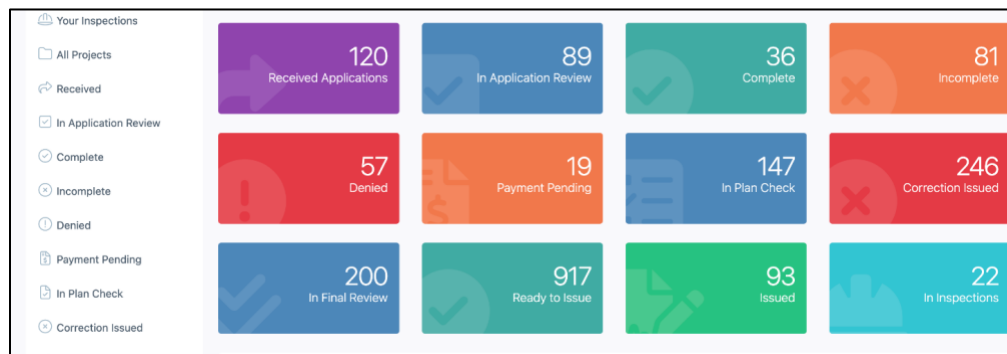 Your Inspections
All Projects
Received
In Application Review
Complete
Incomplete
Denied
Payment Pending
In Plan Check
Correction Issued
120
Received Applications
89
In Application Review
36
Complete
81
Incomplete
57
Denied
19
Payment Pending
147
In Plan Check
246
Correction Issued
200
In Final Review
917
Ready to Issue
93
Issued
22
In Inspections